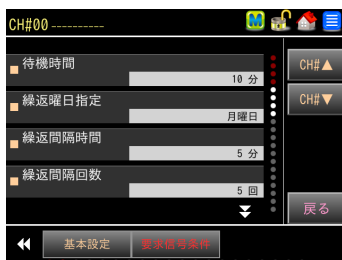 CH#00 ----------
M
待機時間
10 分
CH#▲
繰返曜日指定
月曜日
CH#▼
繰返間隔時間
5 分
繰返間隔回数
5 回
戻る
基本設定
要求信号条件